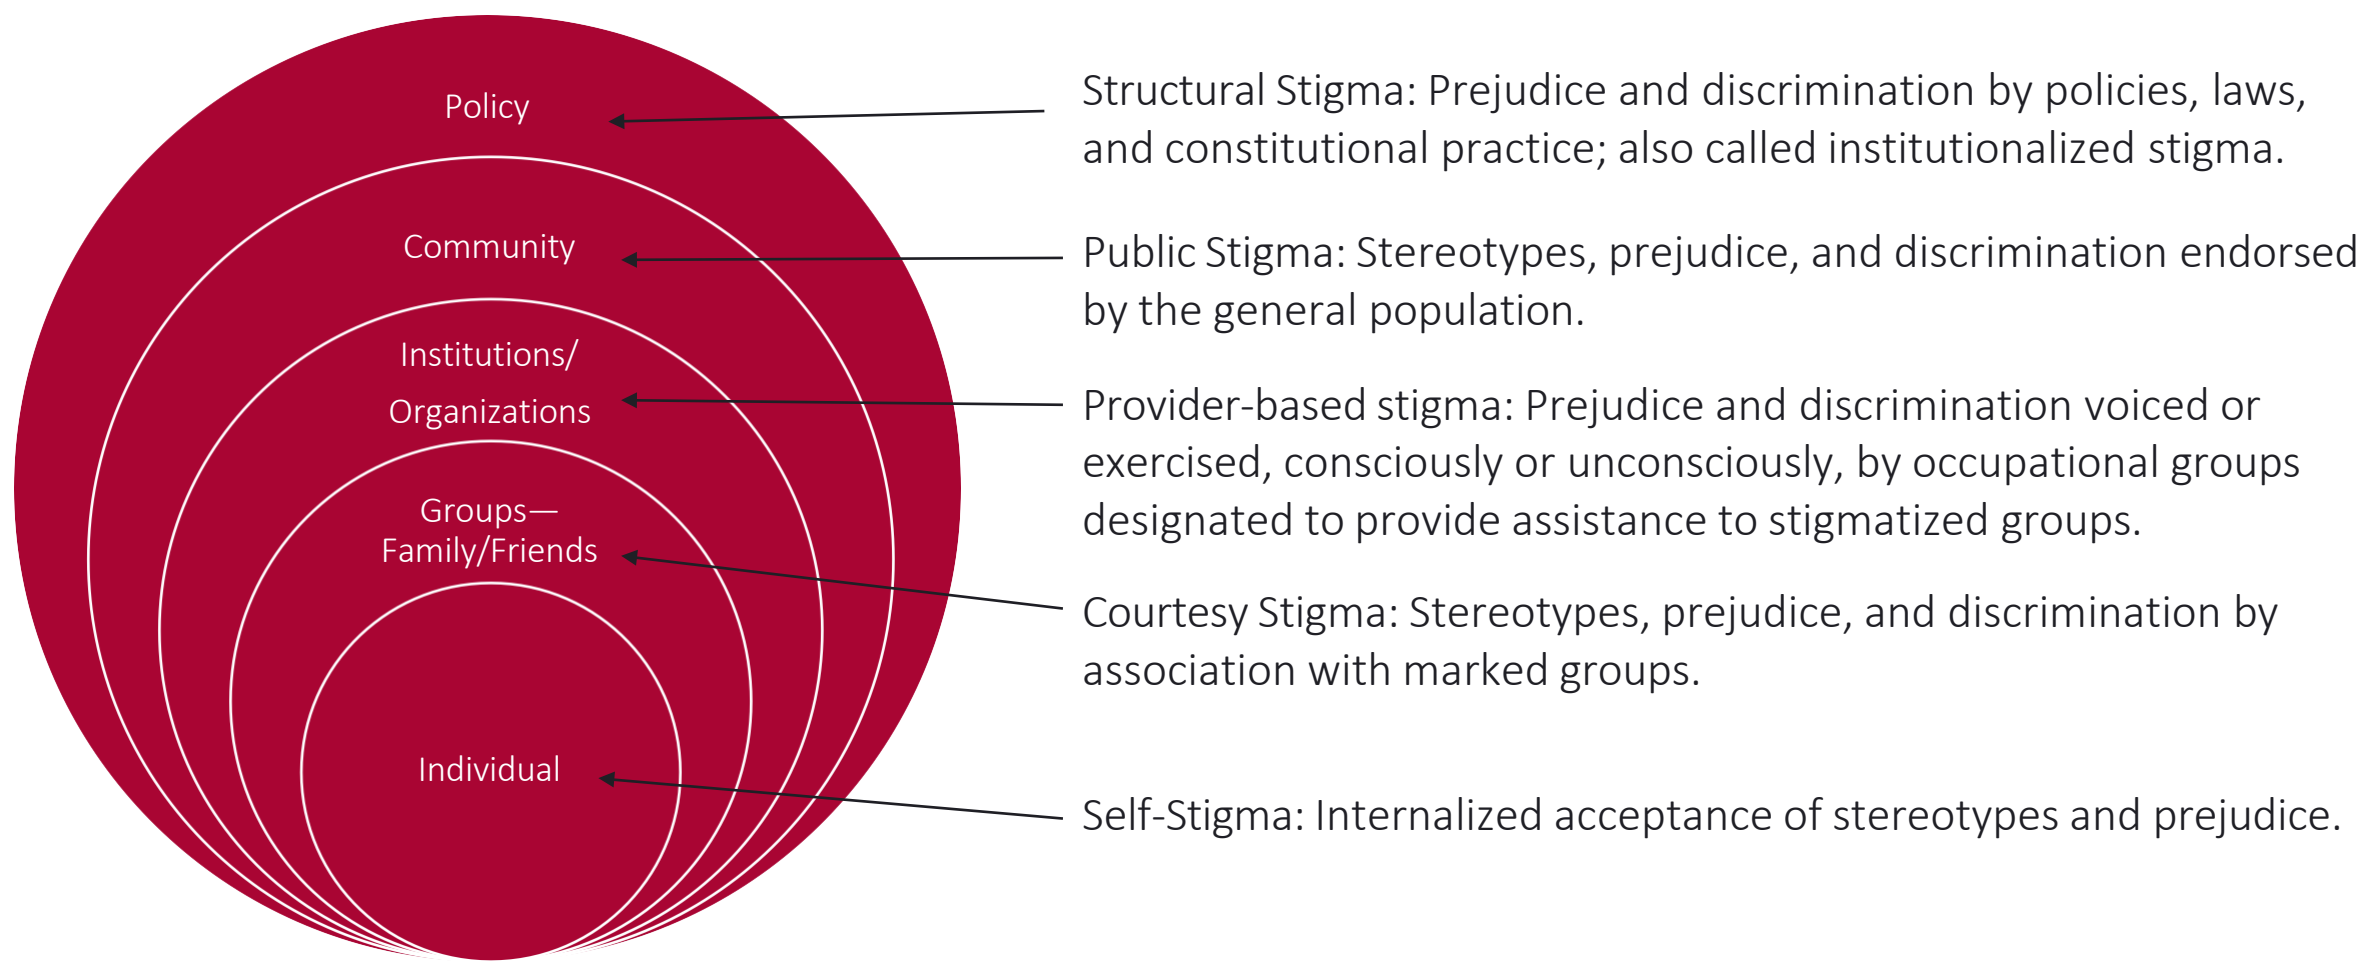 Policy
Structural Stigma: Prejudice and discrimination by policies, laws,
and constitutional practice; also called institutionalized stigma.
Community
Public Stigma: Stereotypes, prejudice, and discrimination endorsed
by the general population.
Institutions/
Organizations
Provider-based stigma: Prejudice and discrimination voiced or
exercised, consciously or unconsciously, by occupational groups
designated to provide assistance to stigmatized groups.
Groups—
Family/Friends
Courtesy Stigma: Stereotypes, prejudice, and discrimination by
association with marked groups.
Individual
Self-Stigma: Internalized acceptance of stereotypes and prejudice.